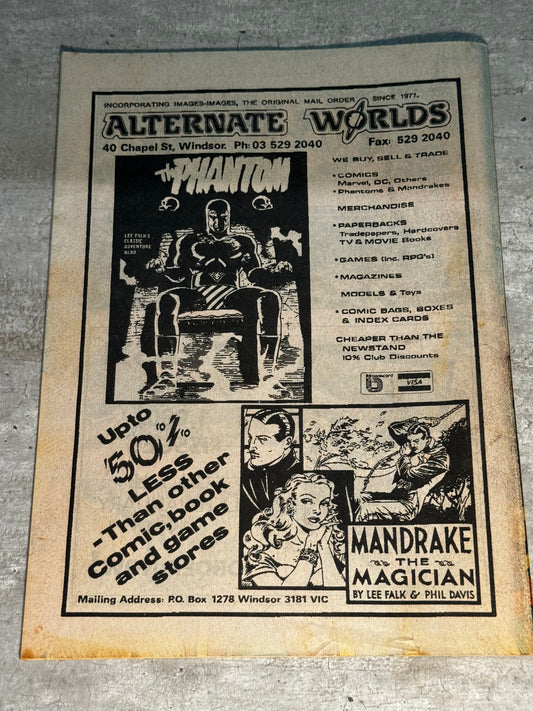 INCORPORATING IMAGES-IMAGES, THE ORIGINAL MAIL ORDER SINCE 1977.
ALTERNATE WORLDS
40 Chapel St, Windsor. Ph: 03 529 2040 Fax: 529 2040
The PHANTOM
LEE FALK'S
CLASSIC
ADVENTURE
HERO
WE BUY, SELL & TRADE
• COMICS
Marvel, DC, Others
• Phantoms & Mandrakes
MERCHANDISE
• PAPERBACKS
Tradepapers, Hardcovers
TV & MOVIE Books
• GAMES (Inc. RPG's)
• MAGAZINES
MODELS & Toys
• COMIC BAGS, BOXES
& INDEX CARDS
CHEAPER THAN THE
NEWSTAND
10% Club Discounts
bankcard
VISA
Upto
50%
LESS
-Than other
Comic, book
and game
stores
MANDRAKE
THE
MAGICIAN
BY LEE FALK & PHIL DAVIS
Mailing Address: P.O. Box 1278 Windsor 3181 VIC